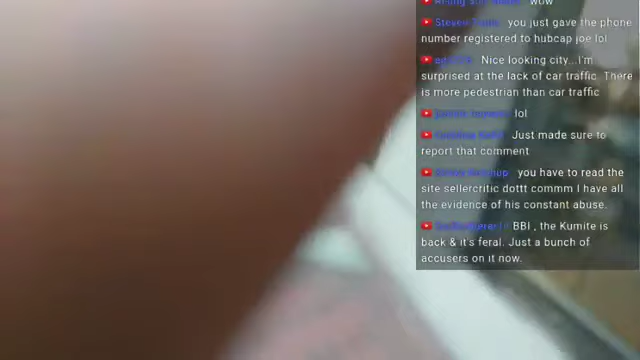 wow
you just gave the phone
number registered to hubcap joe lol
Nice looking city...I'm
surprised at the lack of car traffic. There
is more pedestrian than car traffic
lol
Just made sure to
report that comment
you have to read the
site sellercritic dottt commm I have all
the evidence of his constant abuse.
BBI , the Kumite is
back & it's feral. Just a bunch of
accusers on it now.